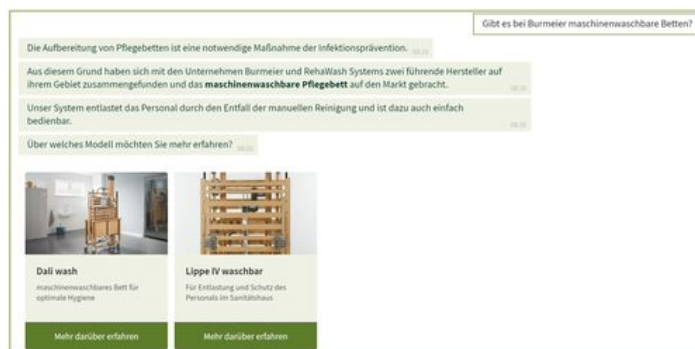 Gibt es bei Burmeier maschinenwaschbare Betten?
Die Aufbereitung von Pflegebetten ist eine notwendige Maßnahme der Infektionsprävention.
Aus diesem Grund haben sich mit den Unternehmen Burmeier und RehaWash Systems zwei führende Hersteller auf
ihrem Gebiet zusammengefunden und das maschinenwaschbare Pflegebett auf den Markt gebracht.
Unser System entlastet das Personal durch den Entfall der manuellen Reinigung und ist dazu auch einfach
bedienbar.
Über welches Modell möchten Sie mehr erfahren?
Dali wash
maschinenwaschbares Bett für
optimale Hygiene
Mehr darüber erfahren
Lippe IV waschbar
Für Entlastung und Schutz des
Personals im Sanitätshaus
Mehr darüber erfahren